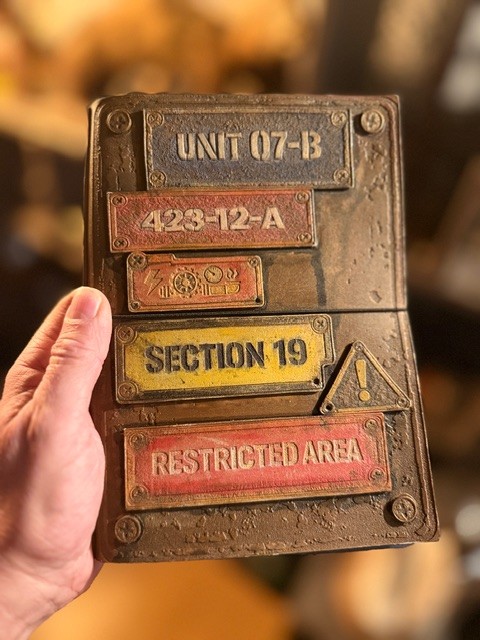 UNIT 07-B
423-12-A
SECTION 19
!
RESTRICTED AREA